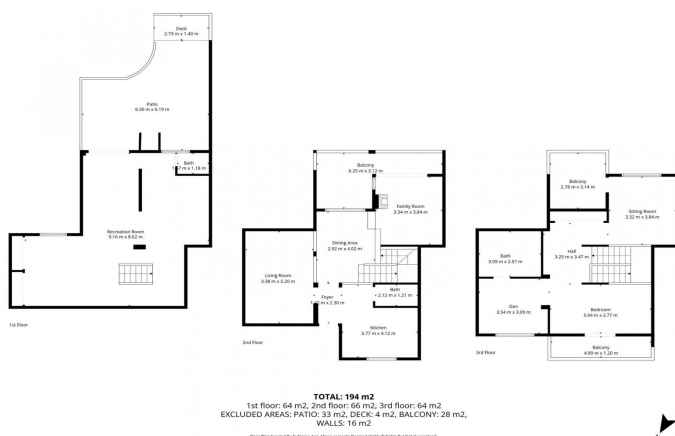 Deck
2.73 m x 1.40 m
Patio
6.30 m x 6.19 m
Bath
x 1.18 m
Recreation Room
9.16 m x 8.62 m
1st Floor
Balcony
6.25 m x 3.12 m
Family Room
3.34 m x 3.84 m
Dining Area
2.92 m x 4.02 m
Living Room
3.38 m x 5.20 m
Bath
2.12 m x 1.21 m
Foyer
x 2.30 m
Kitchen
3.77 m x 4.12 m
2nd Floor
Balcony
2.76 m x 3.14 m
Sitting Room
3.32 m x 3.84 m
Hall
3.25 m x 3.47 m
Bath
3.09 m x 2.57 m
Den
3.54 m x 3.09 m
Bedroom
5.04 m x 2.77 m
Balcony
4.99 m x 1.20 m
3rd Floor
TOTAL: 194 m2
1st floor: 64 m2, 2nd floor: 66 m2, 3rd floor: 64 m2
EXCLUDED AREAS: PATIO: 33 m2, DECK: 4 m2, BALCONY: 28 m2,
WALLS: 16 m2